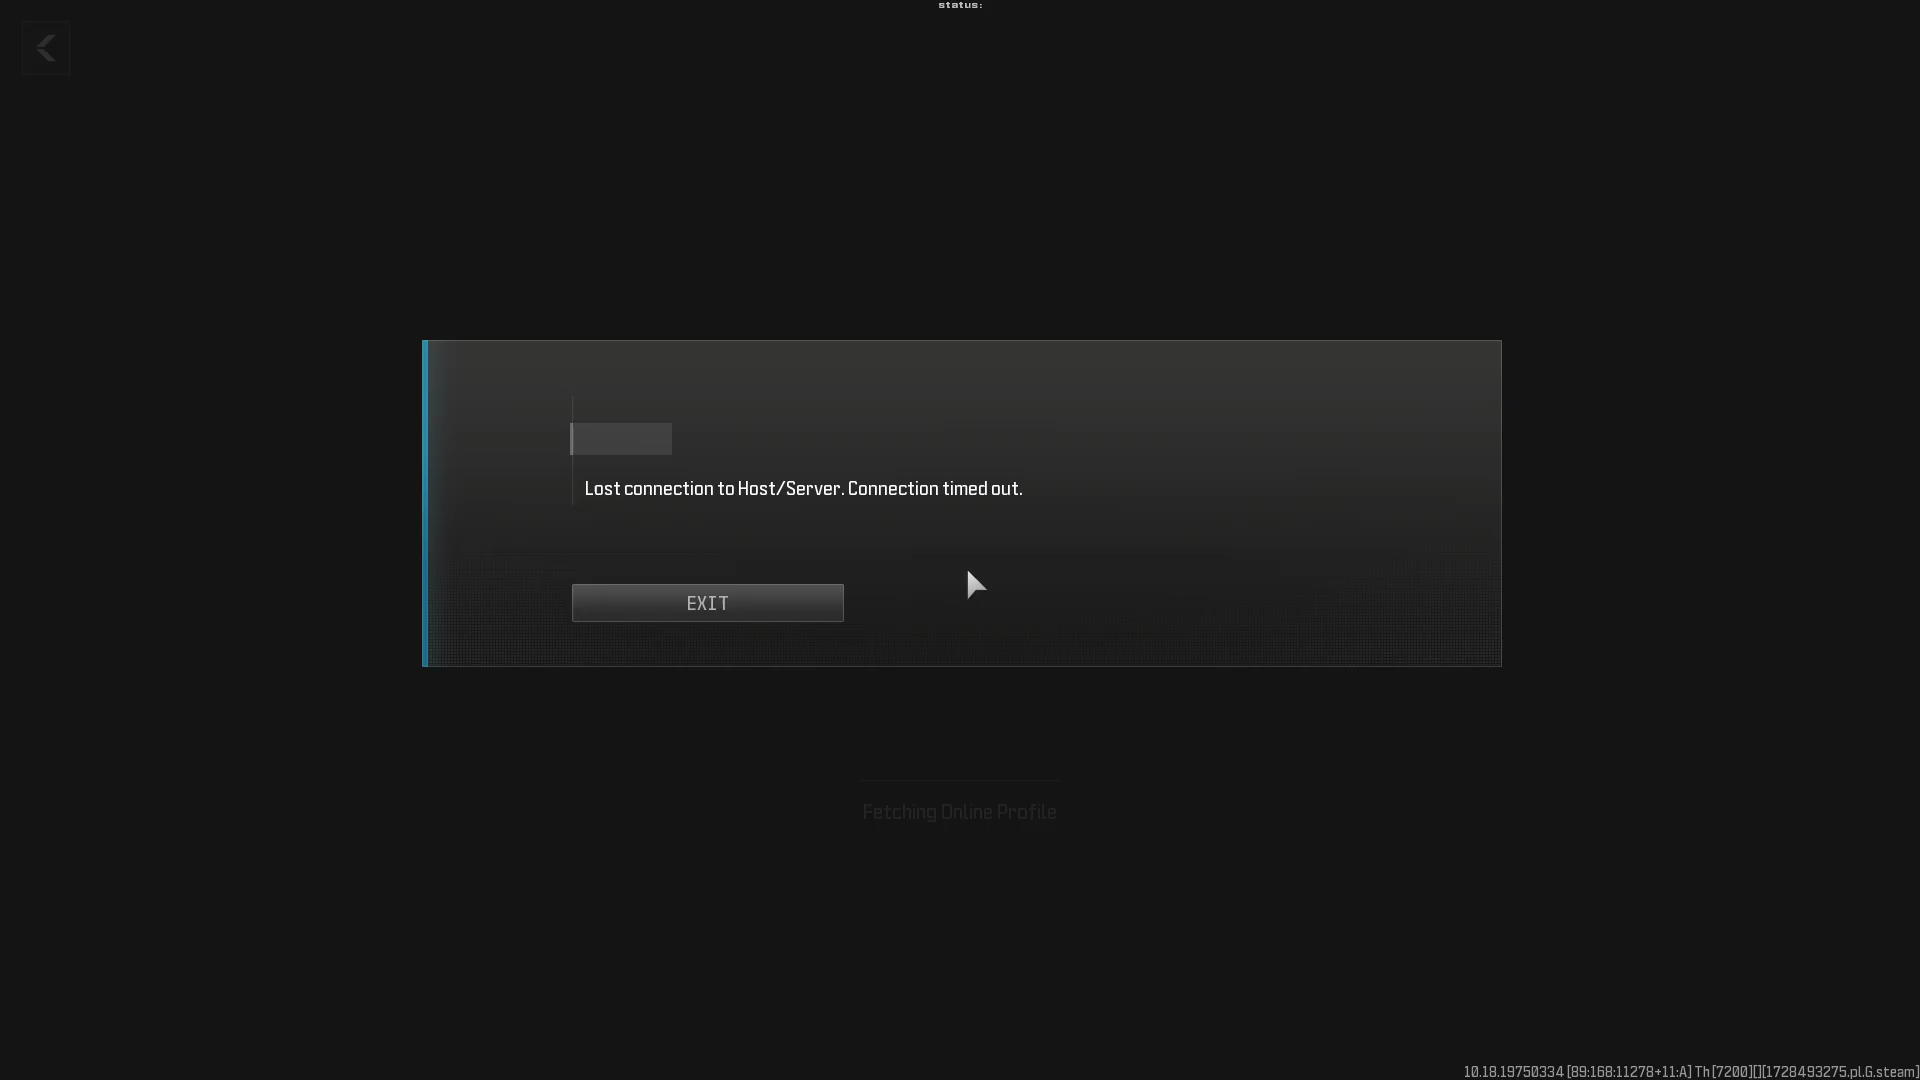 status:
Lost connection to Host/Server. Connection timed out.
EXIT
Fetching Online Profile
10.18.19750334 [89:168:11278+11:A] Th [7200][][1728493275.pl.G.steam]